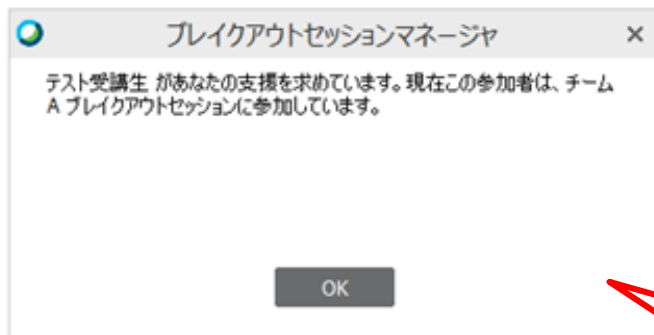 ブレイクアウトセッションマネージャ
テスト受講生 があなたの支援を求めています。現在この参加者は、チーム
A ブレイクアウトセッションに参加しています。
OK